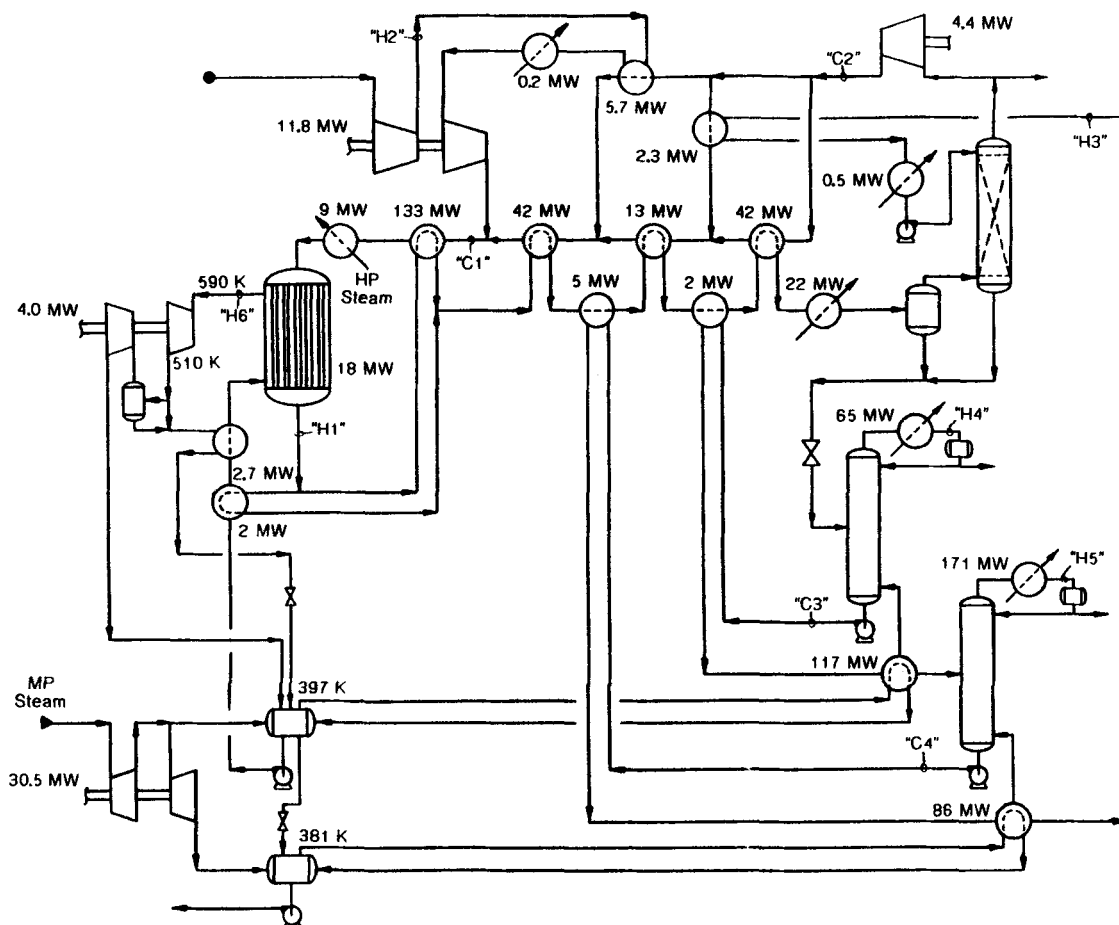 "H2"
4.4 MW
"C2"
0.2 MW
5.7 MW
11.8 MW
2.3 MW
"H3"
0.5 MW
9 MW
133 MW
42 MW
13 MW
42 MW
"C1"
HP
Steam
590 K
5 MW
2 MW
22 MW
4.0 MW
"H6"
510 K
18 MW
"H1"
65 MW
"H4"
2.7 MW
2 MW
171 MW
"H5"
"C3"
117 MW
MP
Steam
397 K
"C4"
30.5 MW
86 MW
381 K